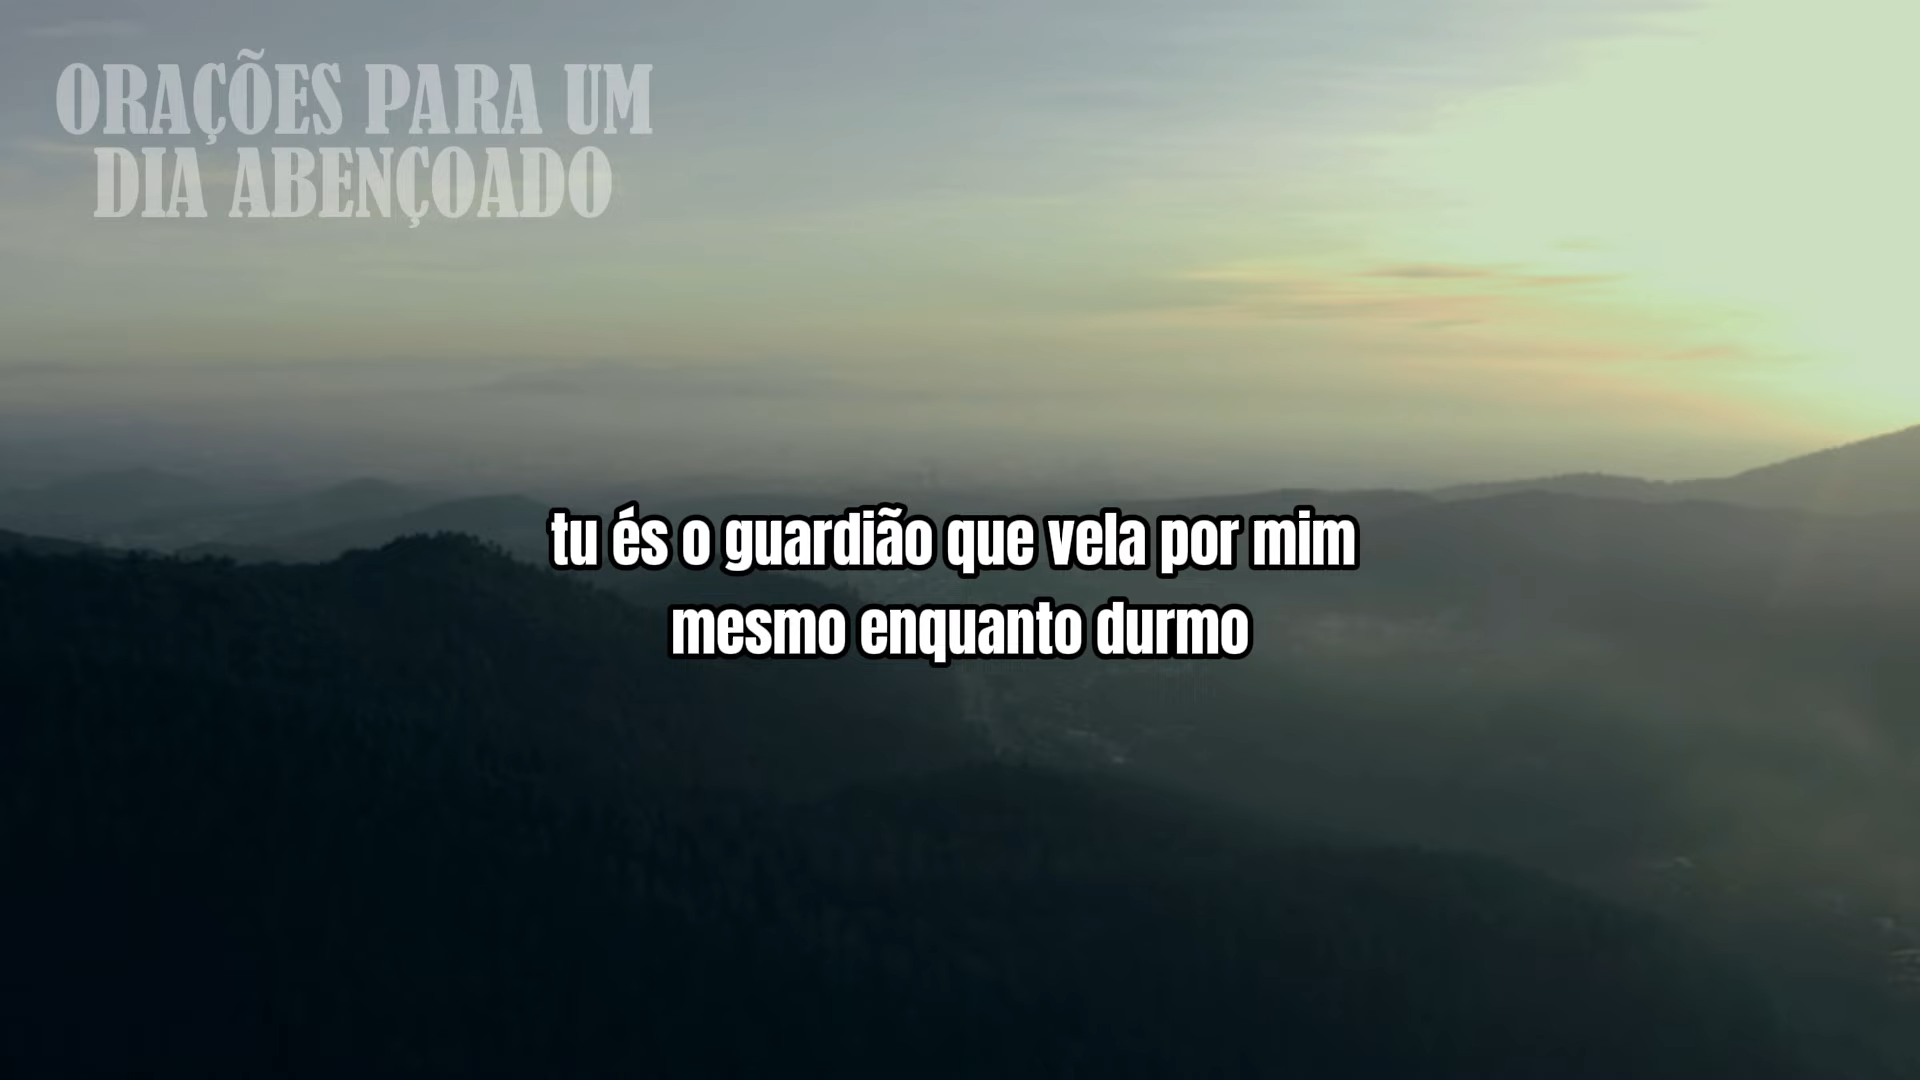 ORAÇÕES PARA UM
DIA ABENÇOADO
tu és o guardião que vela por mim
mesmo enquanto durmo